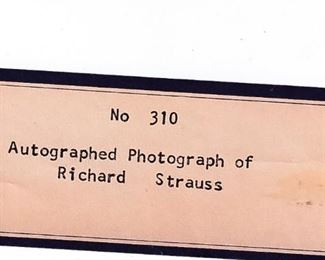 No 310
Autographed Photograph of
Richard Strauss